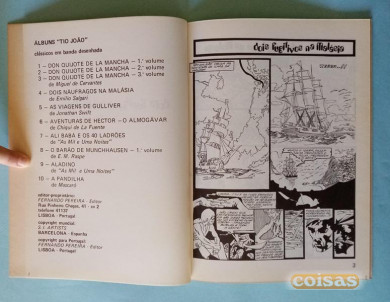 ÁLBUNS "TIO JOÃO"
clássicos em banda desenhada
1 — DON QUIJOTE DE LA MANCHA — 1.º volume
2 — DON QUIJOTE DE LA MANCHA — 2.º volume
3 — DON QUIJOTE DE LA MANCHA — 3.º volume
de Miguel de Cervantes
4 — DOIS NAUFRAGOS NA MALÁSIA
de Emilio Salgari
5 — AS VIAGENS DE GULLIVER
de Jonathan Swift
6 — AVENTURAS DE HECTOR - O ALMOGÁVAR
de Chiqui de La Fuente
7 — ALI BABÁ E OS 40 LADRÕES
de "As Mil e Uma Noites"
8 — O BARÃO DE MUNCHHAUSEN - 1.º volume
de E. M. Raspe
9 — ALADINO
de "As Mil e Uma Noites"
10 — A PANDILHA
de Massard
editor-proprietário:
FERNANDO PEREIRA - Editor
LISBOA - Portugal
copyright mundial:
S.I. ARTISTS
BARCELONA - Espanha
copyright para Portugal:
FERNANDO PEREIRA - Editor
LISBOA - Portugal
dois fugitivos na malásia
3
coisas